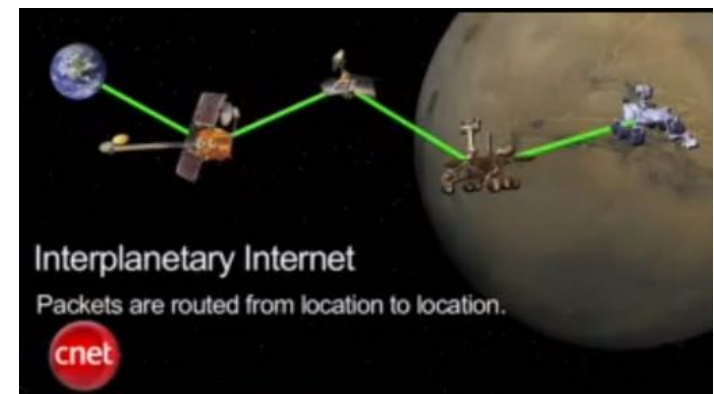 Interplanetary Internet
Packets are routed from location to location.
cnet